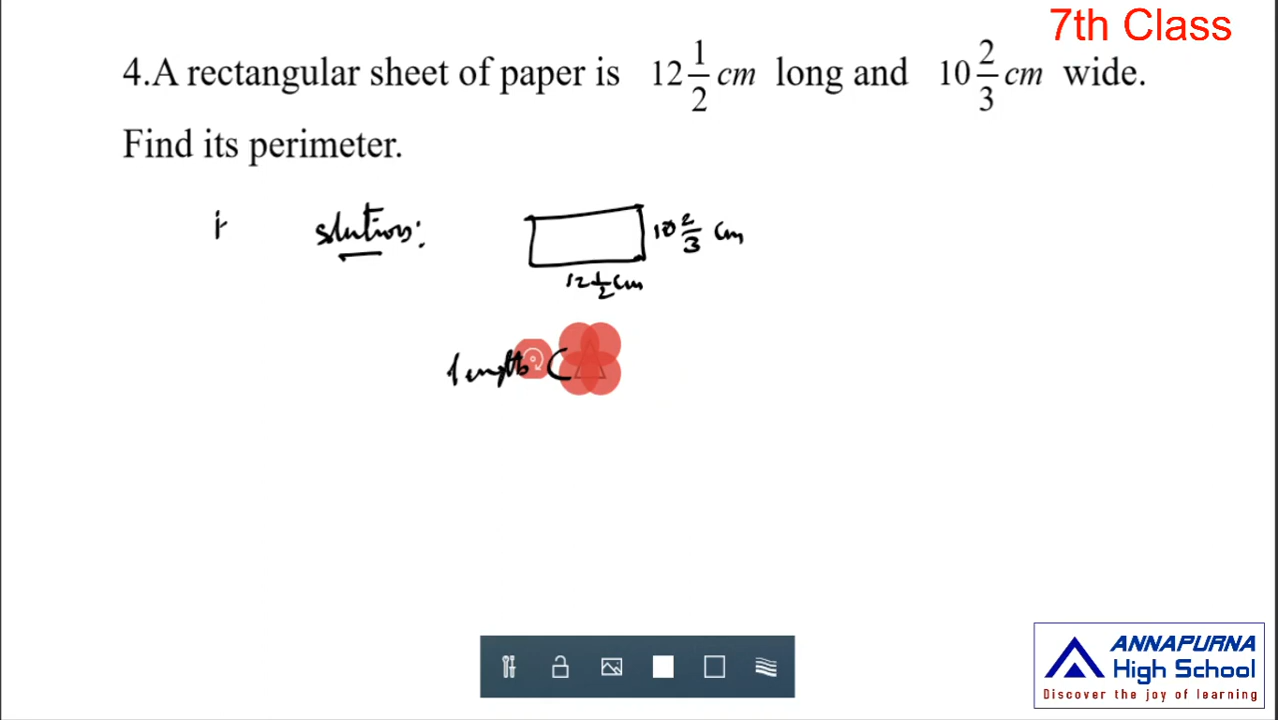 7th Class
4.A rectangular sheet of paper is 12 1/2 cm long and 10 2/3 cm wide.
Find its perimeter.
solution:
10 2/3 cm
12 1/2 cm
length (
ANNAPURNA
High School
Discover the joy of learning